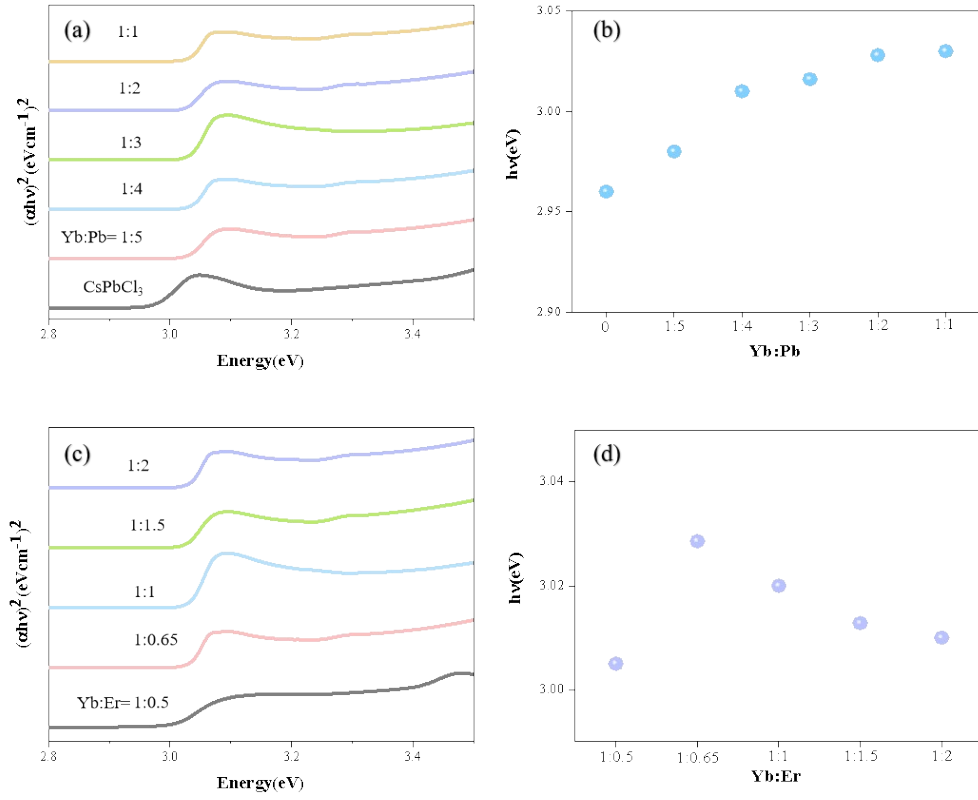 (a)
1:1
1:2
1:3
1:4
Yb:Pb= 1:5
CsPbCl₃
(αhν)² (eVcm⁻¹)²
2.8 3.0 3.2 3.4
Energy(eV)
(b)
3.05
3.00
2.95
2.90
hν(eV)
0 1:5 1:4 1:3 1:2 1:1
Yb:Pb
(c)
1:2
1:1.5
1:1
1:0.65
Yb:Er= 1:0.5
(αhν)² (eVcm⁻¹)²
2.8 3.0 3.2 3.4
Energy(eV)
(d)
3.04
3.02
3.00
hν(eV)
1:0.5 1:0.65 1:1 1:1.5 1:2
Yb:Er